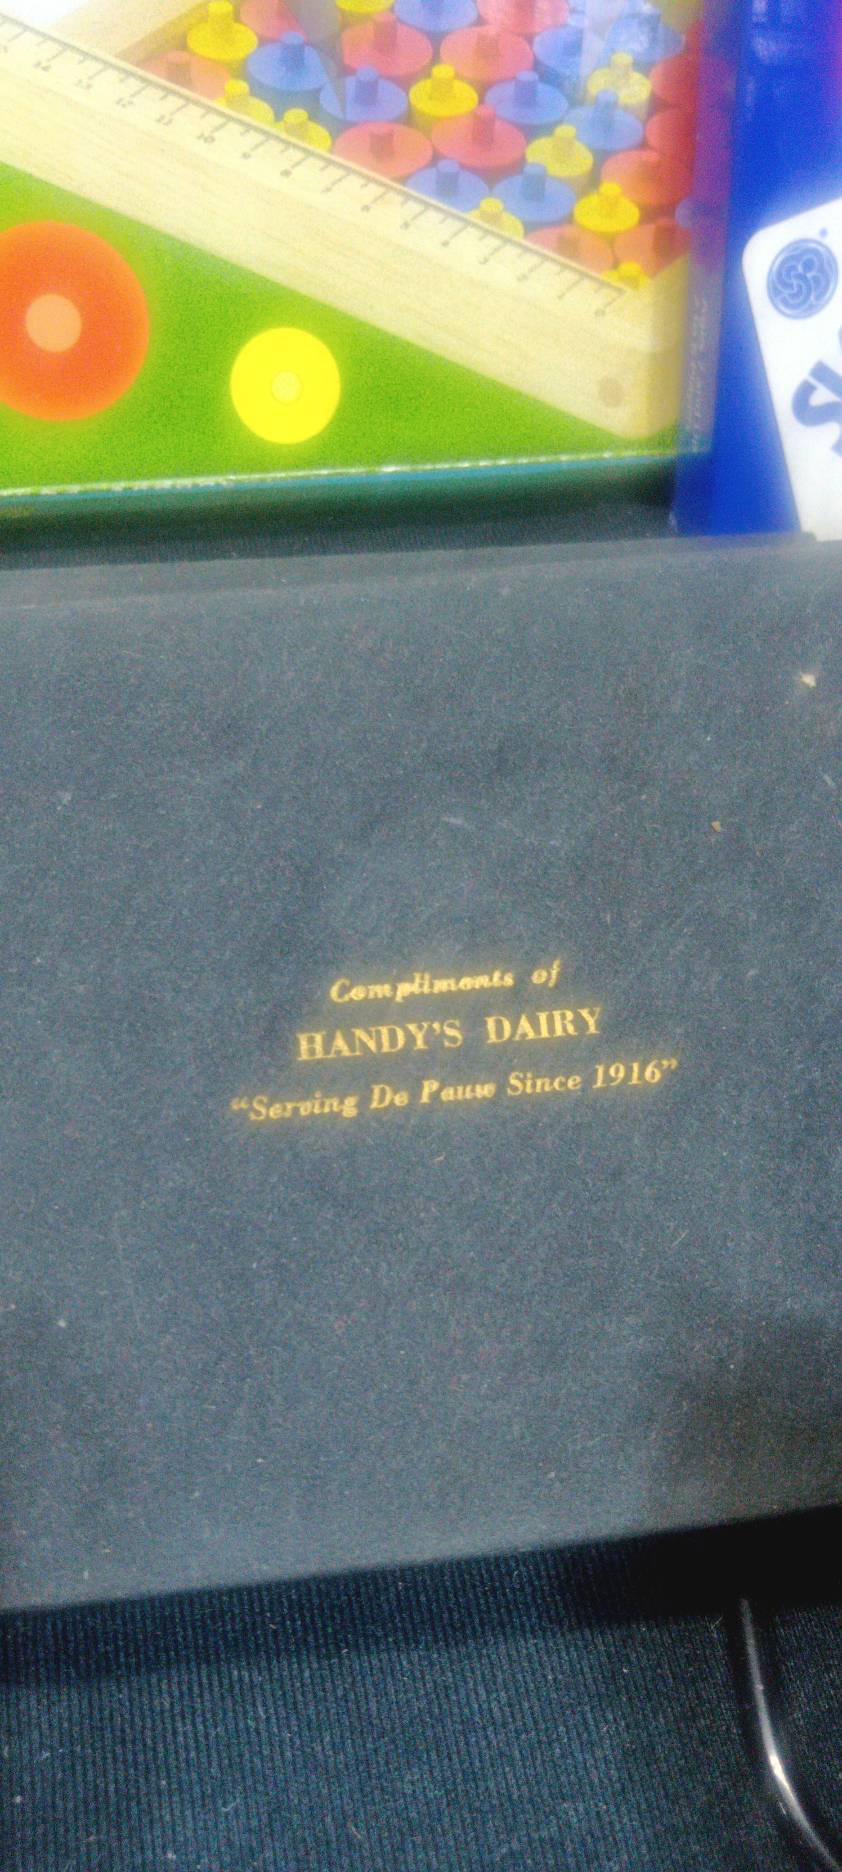 Compliments of
HANDY'S DAIRY
"Serving De Pauw Since 1916"